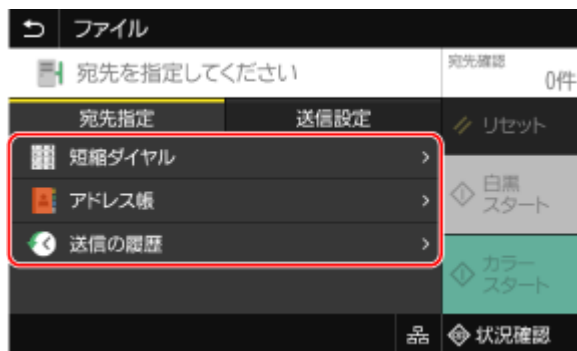 ファイル
宛先を指定してください
宛先確認
0件
宛先指定
送信設定
リセット
短縮ダイヤル
アドレス帳
送信の履歴
白黒
スタート
カラー
スタート
状況確認